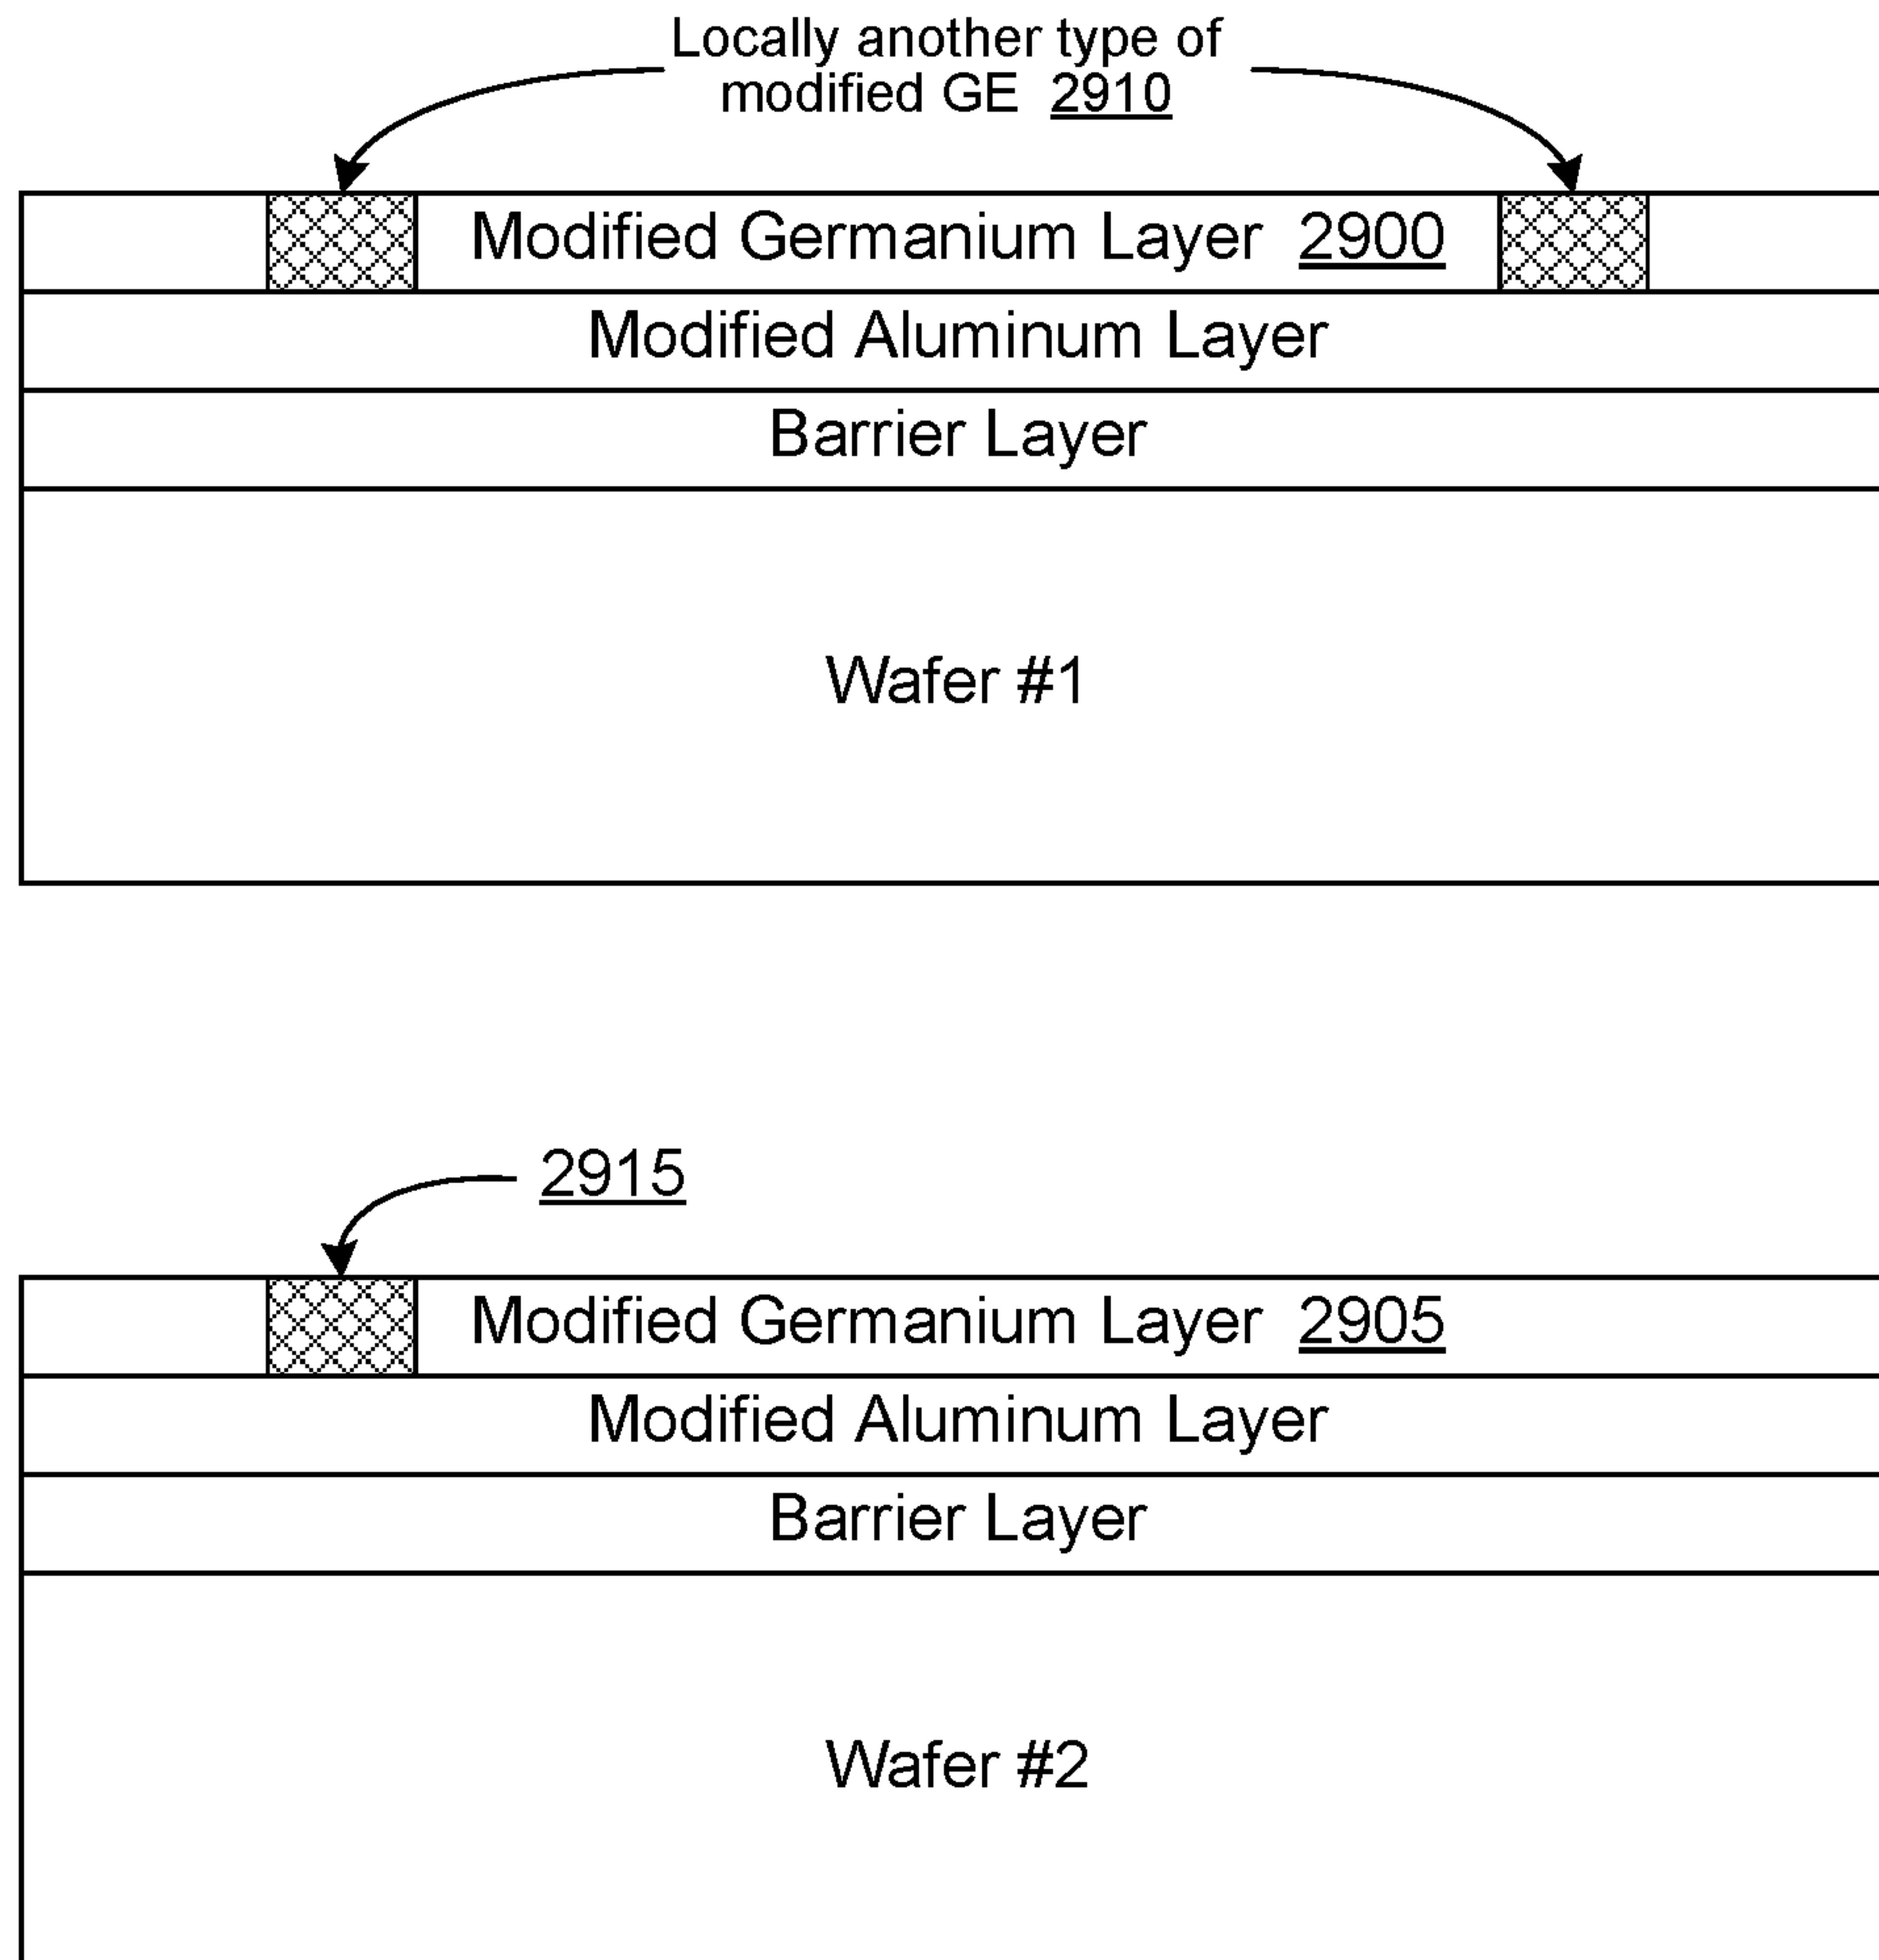 Locally another type of
modified GE 2910
Modified Germanium Layer 2900
Modified Aluminum Layer
Barrier Layer
Wafer #1
2915
Modified Germanium Layer 2905
Modified Aluminum Layer
Barrier Layer
Wafer #2